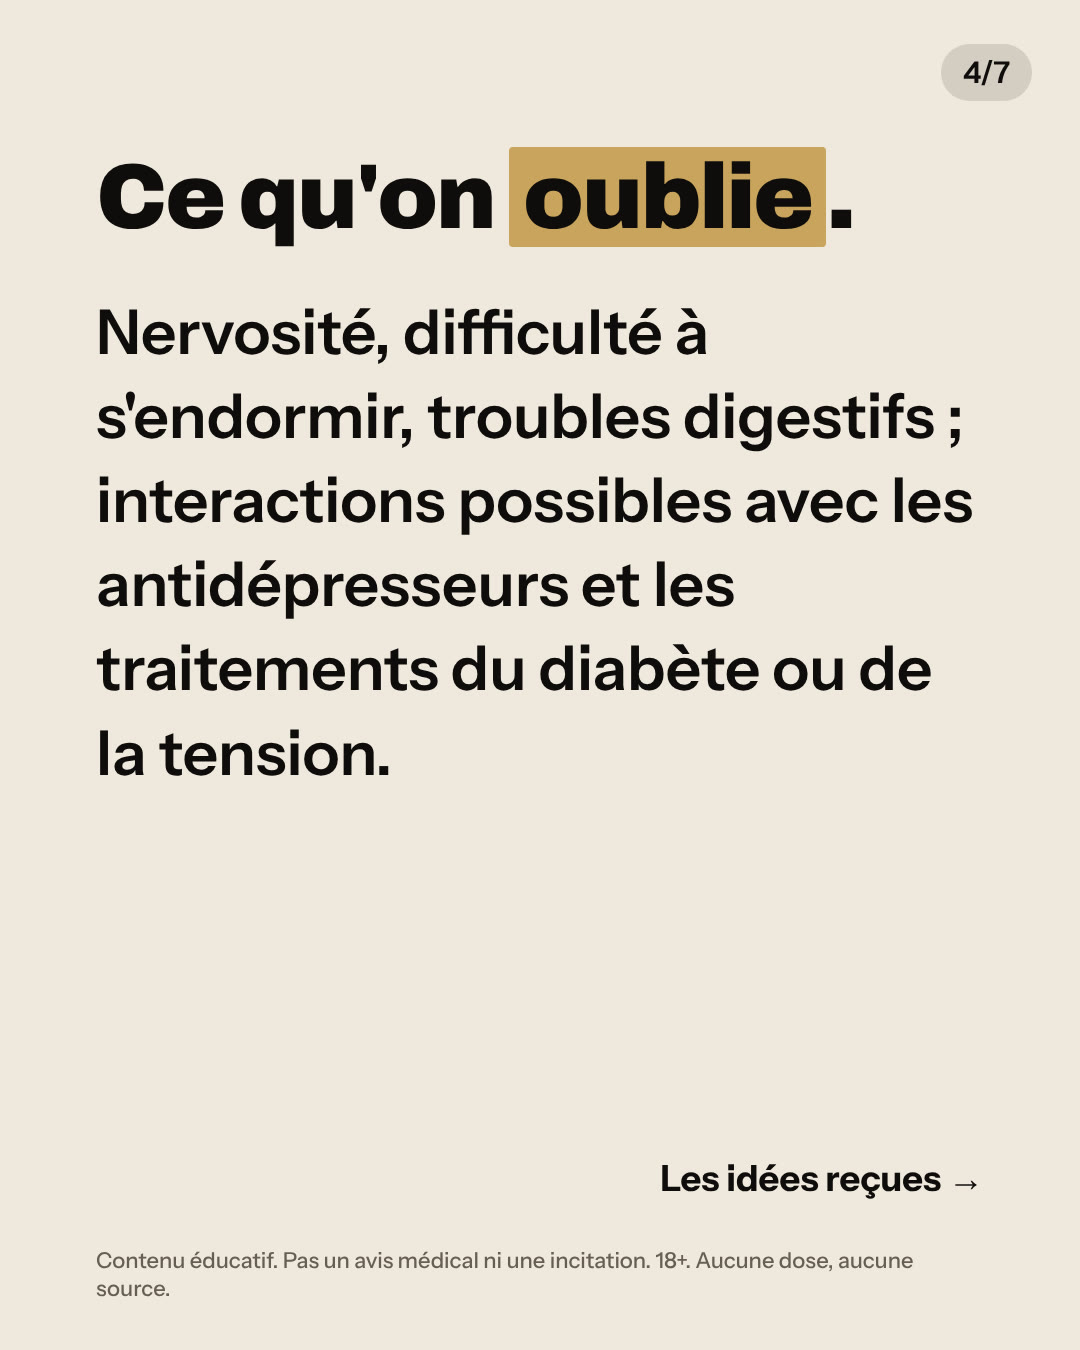 4/7
Ce qu'on oublie.
Nervosité, difficulté à
s'endormir, troubles digestifs ;
interactions possibles avec les
antidépresseurs et les
traitements du diabète ou de
la tension.
Les idées reçues →
Contenu éducatif. Pas un avis médical ni une incitation. 18+. Aucune dose, aucune
source.